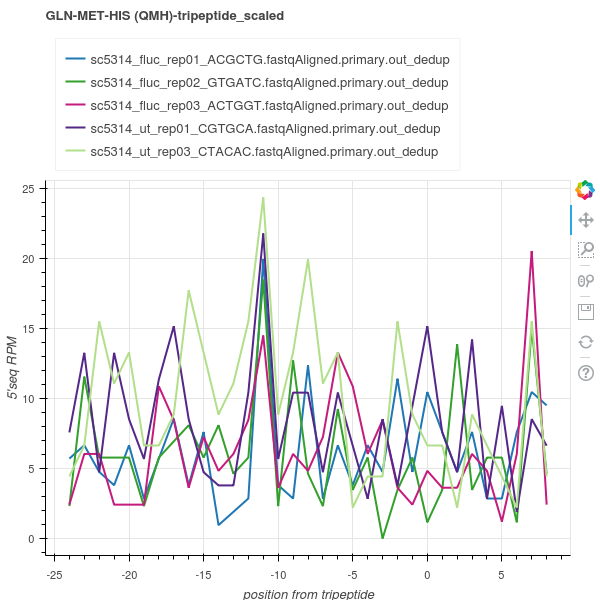 GLN-MET-HIS (QMH)-tripeptide_scaled
sc5314_fluc_rep01_ACGCTG.fastqAligned.primary.out_dedup
sc5314_fluc_rep02_GTGATC.fastqAligned.primary.out_dedup
sc5314_fluc_rep03_ACTGGT.fastqAligned.primary.out_dedup
sc5314_ut_rep01_CGTGCA.fastqAligned.primary.out_dedup
sc5314_ut_rep03_CTACAC.fastqAligned.primary.out_dedup
25
20
15
10
5
0
5'seq RPM
-25 -20 -15 -10 -5 0 5
position from tripeptide